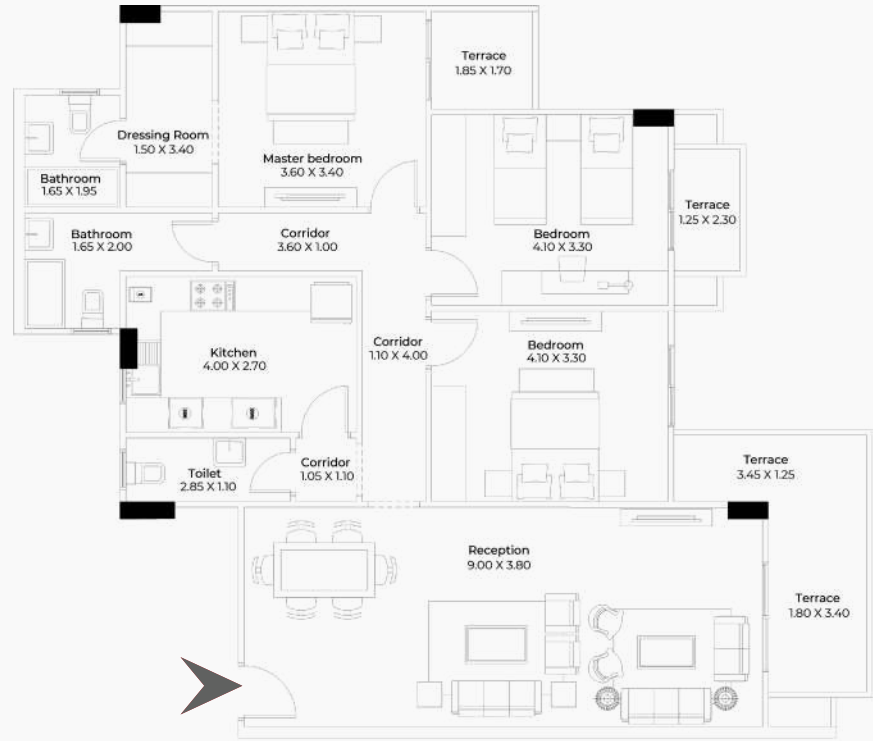 Terrace
1.85 X 1.70
Dressing Room
1.50 X 3.40
Master bedroom
3.60 X 3.40
Bathroom
1.65 X 1.95
Terrace
1.25 X 2.30
Bathroom
1.65 X 2.00
Corridor
3.60 X 1.00
Bedroom
4.10 X 3.30
Kitchen
4.00 X 2.70
Corridor
1.10 X 4.00
Bedroom
4.10 X 3.30
Toilet
2.85 X 1.10
Corridor
1.05 X 1.10
Terrace
3.45 X 1.25
Reception
9.00 X 3.80
Terrace
1.80 X 3.40